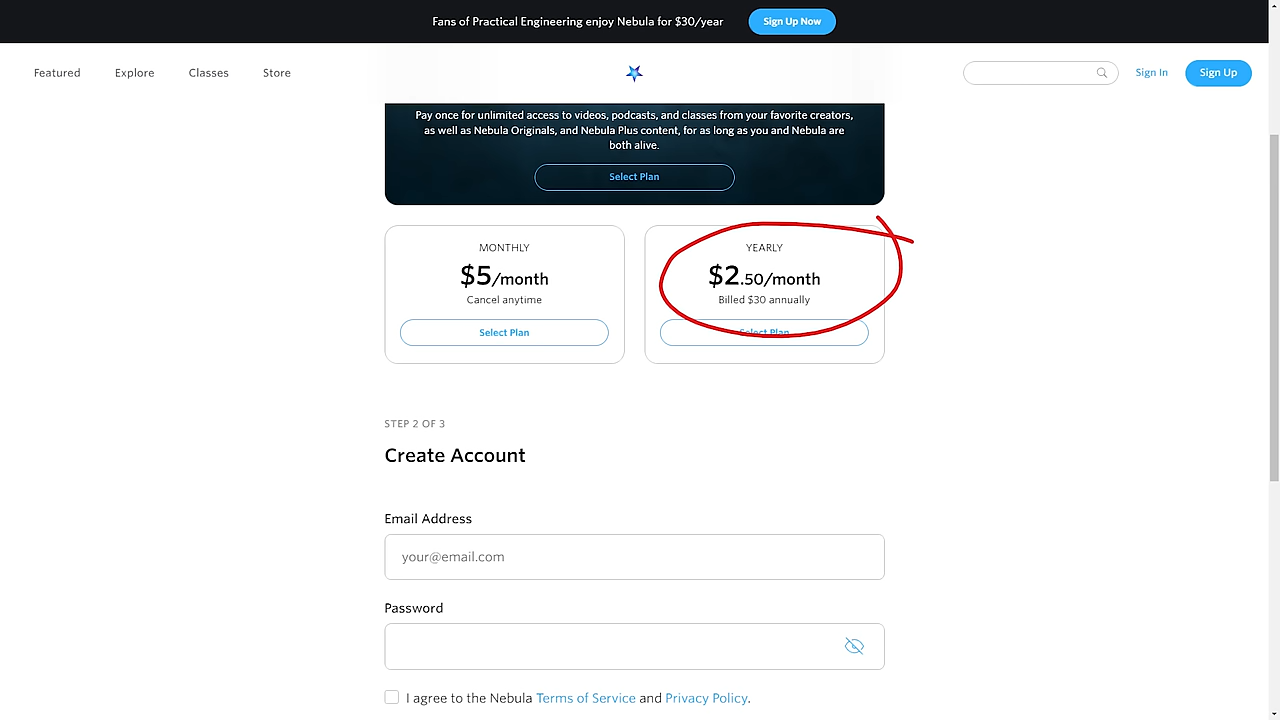 Fans of Practical Engineering enjoy Nebula for $30/year
Sign Up Now
Featured
Explore
Classes
Store
Sign In
Sign Up
Pay once for unlimited access to videos, podcasts, and classes from your favorite creators,
as well as Nebula Originals, and Nebula Plus content, for as long as you and Nebula are
both alive.
Select Plan
MONTHLY
$5/month
Cancel anytime
Select Plan
YEARLY
$2.50/month
Billed $30 annually
Select Plan
STEP 2 OF 3
Create Account
Email Address
your@email.com
Password
I agree to the Nebula Terms of Service and Privacy Policy.